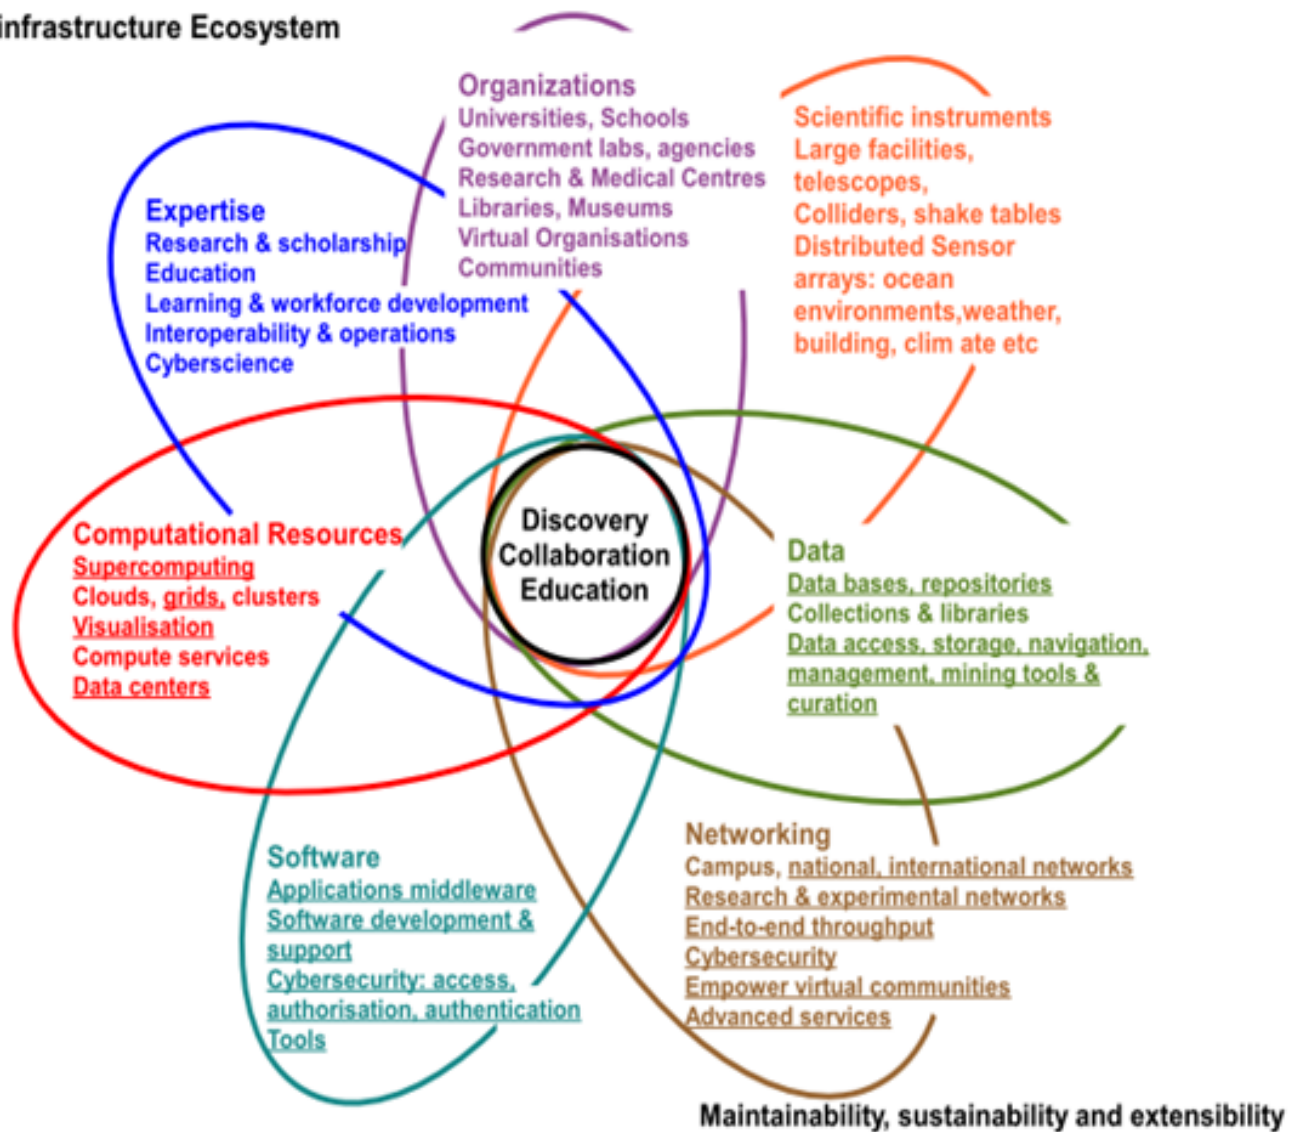 infrastructure Ecosystem
Organizations
Universities, Schools
Government labs, agencies
Research & Medical Centres
Libraries, Museums
Virtual Organisations
Communities
Scientific instruments
Large facilities,
telescopes,
Colliders, shake tables
Distributed Sensor
arrays: ocean
environments,weather,
building, clim ate etc
Expertise
Research & scholarship
Education
Learning & workforce development
Interoperability & operations
Cyberscience
Discovery
Collaboration
Education
Computational Resources
Supercomputing
Clouds, grids, clusters
Visualisation
Compute services
Data centers
Data
Data bases, repositories
Collections & libraries
Data access, storage, navigation,
management, mining tools &
curation
Software
Applications middleware
Software development &
support
Cybersecurity: access,
authorisation, authentication
Tools
Networking
Campus, national, international networks
Research & experimental networks
End-to-end throughput
Cybersecurity
Empower virtual communities
Advanced services
Maintainability, sustainability and extensibility